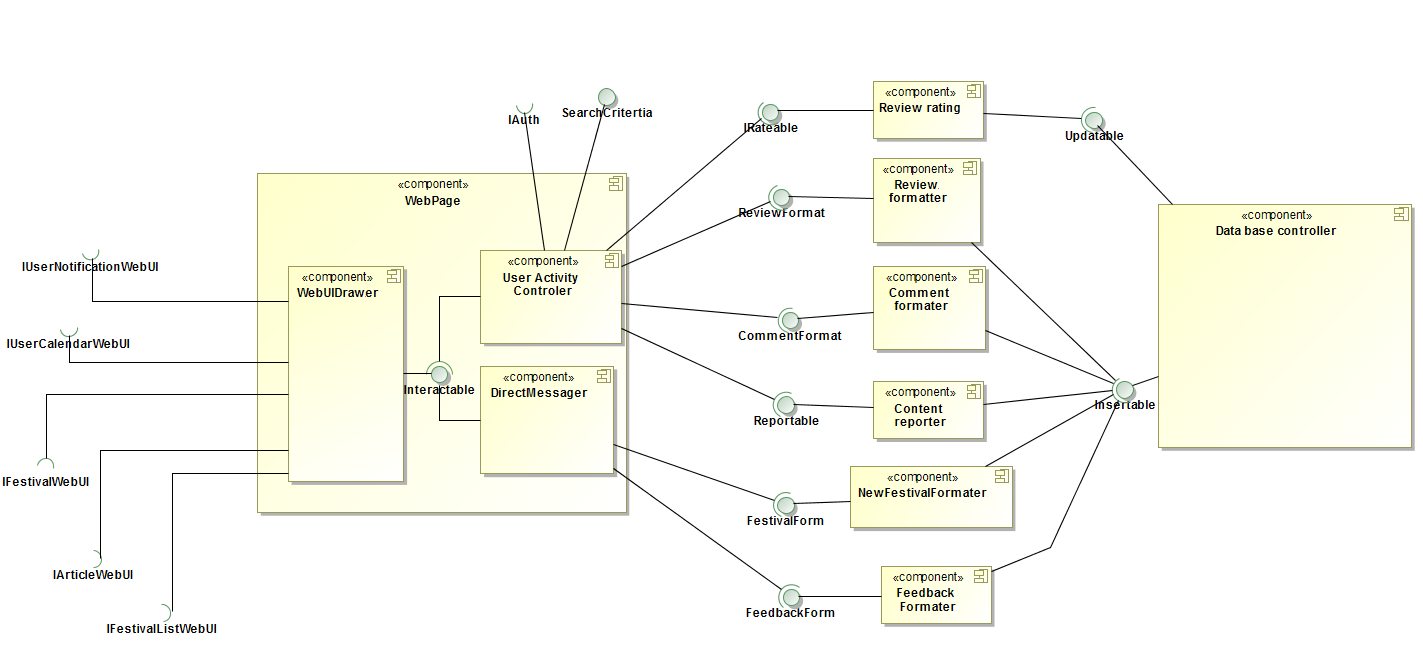 «component»
Review rating
IAuth
SearchCritertia
IRateable
Updatable
«component»
WebPage
«component»
Review
formatter
ReviewFormat
«component»
Data base controller
IUserNotificationWebUI
«component»
WebUIDrawer
«component»
User Activity
Controler
«component»
Comment
formater
IUserCalendarWebUI
CommentFormat
Interactable
«component»
DirectMessager
«component»
Content
reporter
Reportable
Insertable
IFestivalWebUI
«component»
NewFestivalFormater
FestivalForm
IArticleWebUI
«component»
Feedback
Formater
FeedbackForm
IFestivalListWebUI